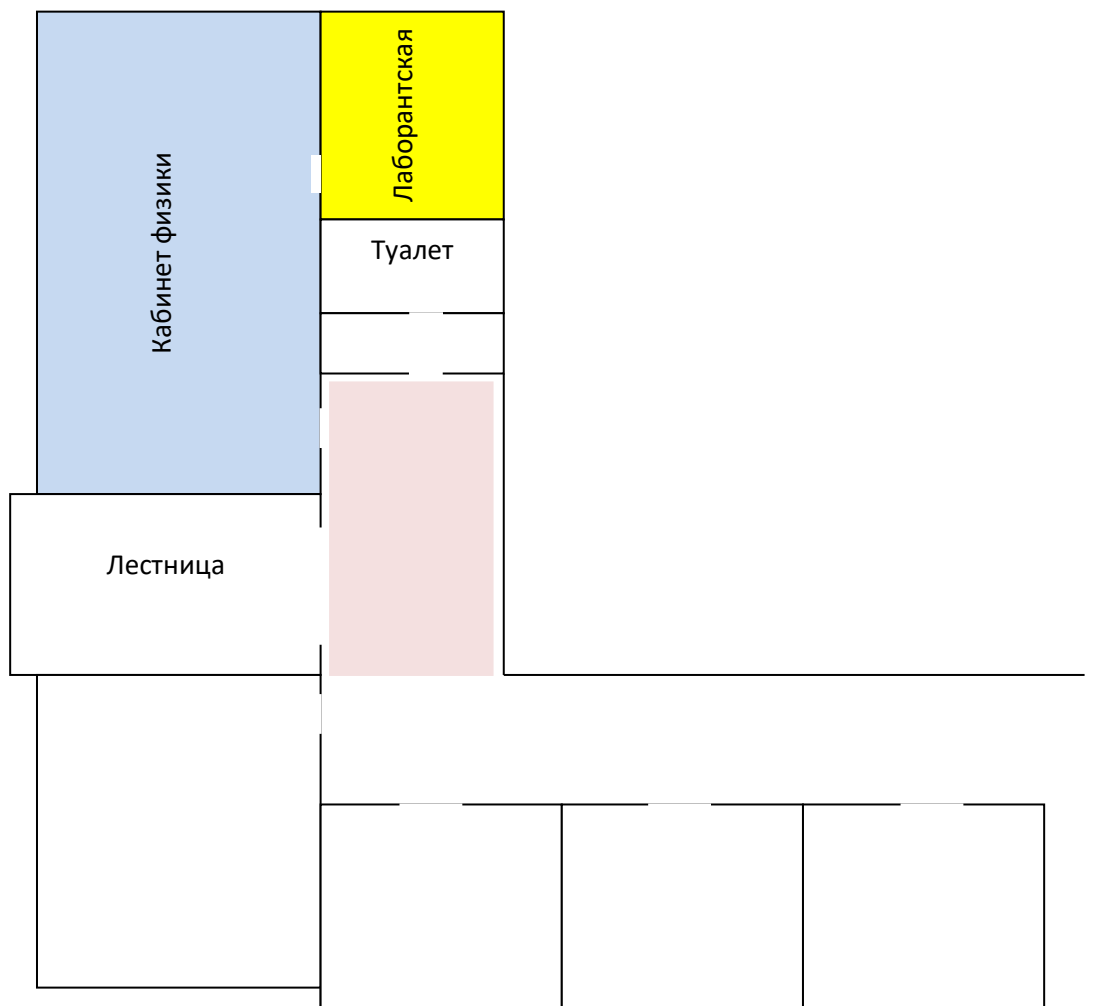 Кабинет физики
Лаборантская
Туалет
Лестница